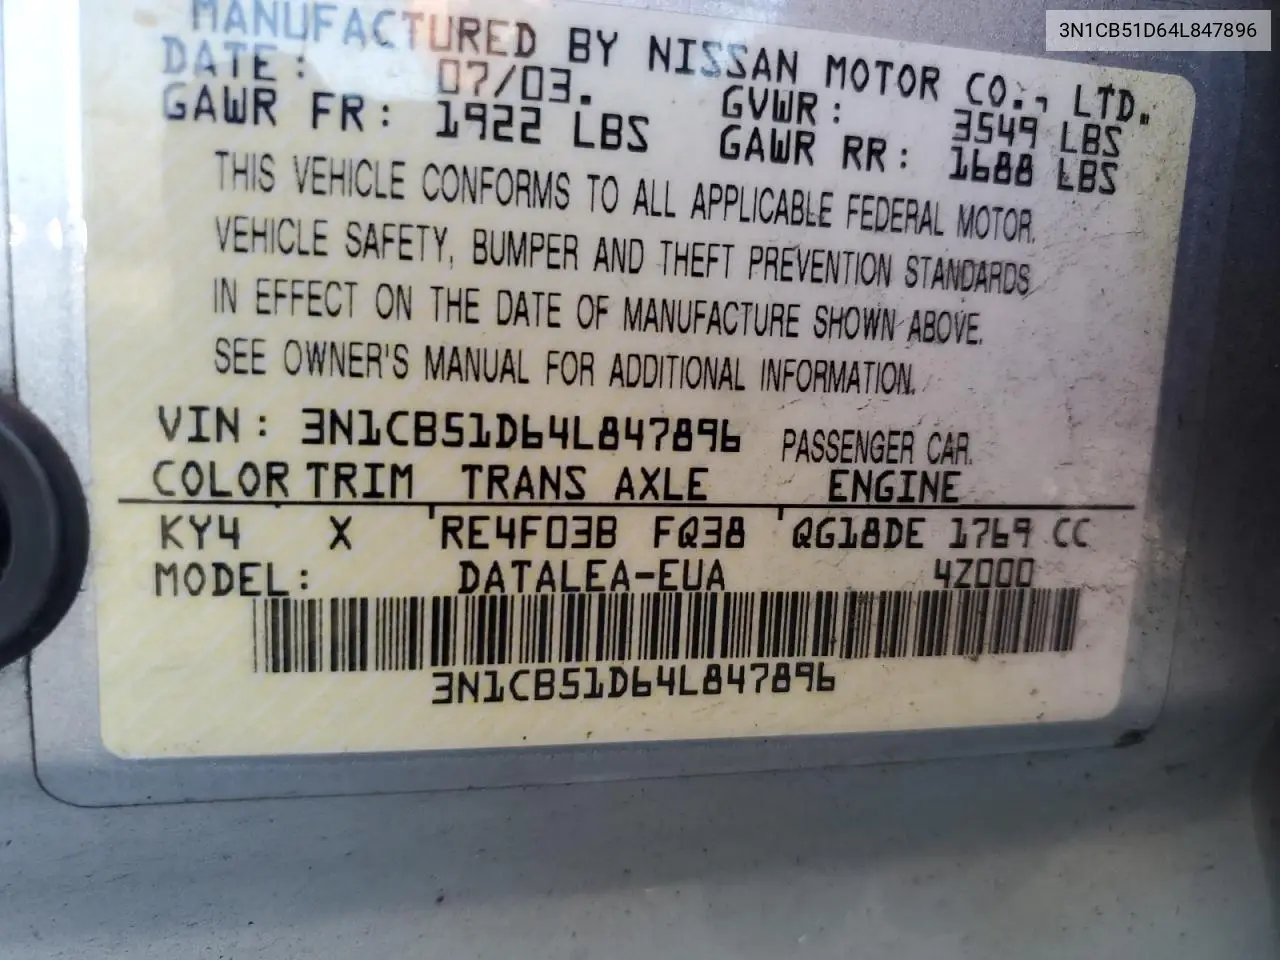 3N1CB51D64L847896
MANUFACTURED BY NISSAN MOTOR CO., LTD.
DATE: 07/03. GVWR: 3549 LBS
GAWR FR: 1922 LBS GAWR RR: 1688 LBS
THIS VEHICLE CONFORMS TO ALL APPLICABLE FEDERAL MOTOR
VEHICLE SAFETY, BUMPER AND THEFT PREVENTION STANDARDS
IN EFFECT ON THE DATE OF MANUFACTURE SHOWN ABOVE.
SEE OWNER'S MANUAL FOR ADDITIONAL INFORMATION.
VIN: 3N1CB51D64L847896 PASSENGER CAR.
COLOR TRIM TRANS AXLE ENGINE
KY4 X RE4F03B FQ38 QG18DE 1769 CC
MODEL: DATALEA-EUA 4Z000
3N1CB51D64L847896